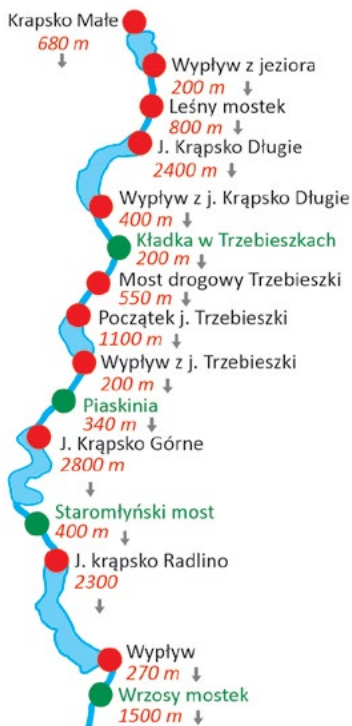 Krapsko Małe
680 m
Wypływ z jeziora
200 m
Leśny mostek
800 m
J. Krąpsko Długie
2400 m
Wypływ z j. Krąpsko Długie
400 m
Kładka w Trzebieszkach
200 m
Most drogowy Trzebieszki
550 m
Początek j. Trzebieszki
1100 m
Wypływ z j. Trzebieszki
200 m
Piaskinia
340 m
J. Krąpsko Górne
2800 m
Staromłyński most
400 m
J. krąpsko Radlino
2300
Wypływ
270 m
Wrzosy mostek
1500 m